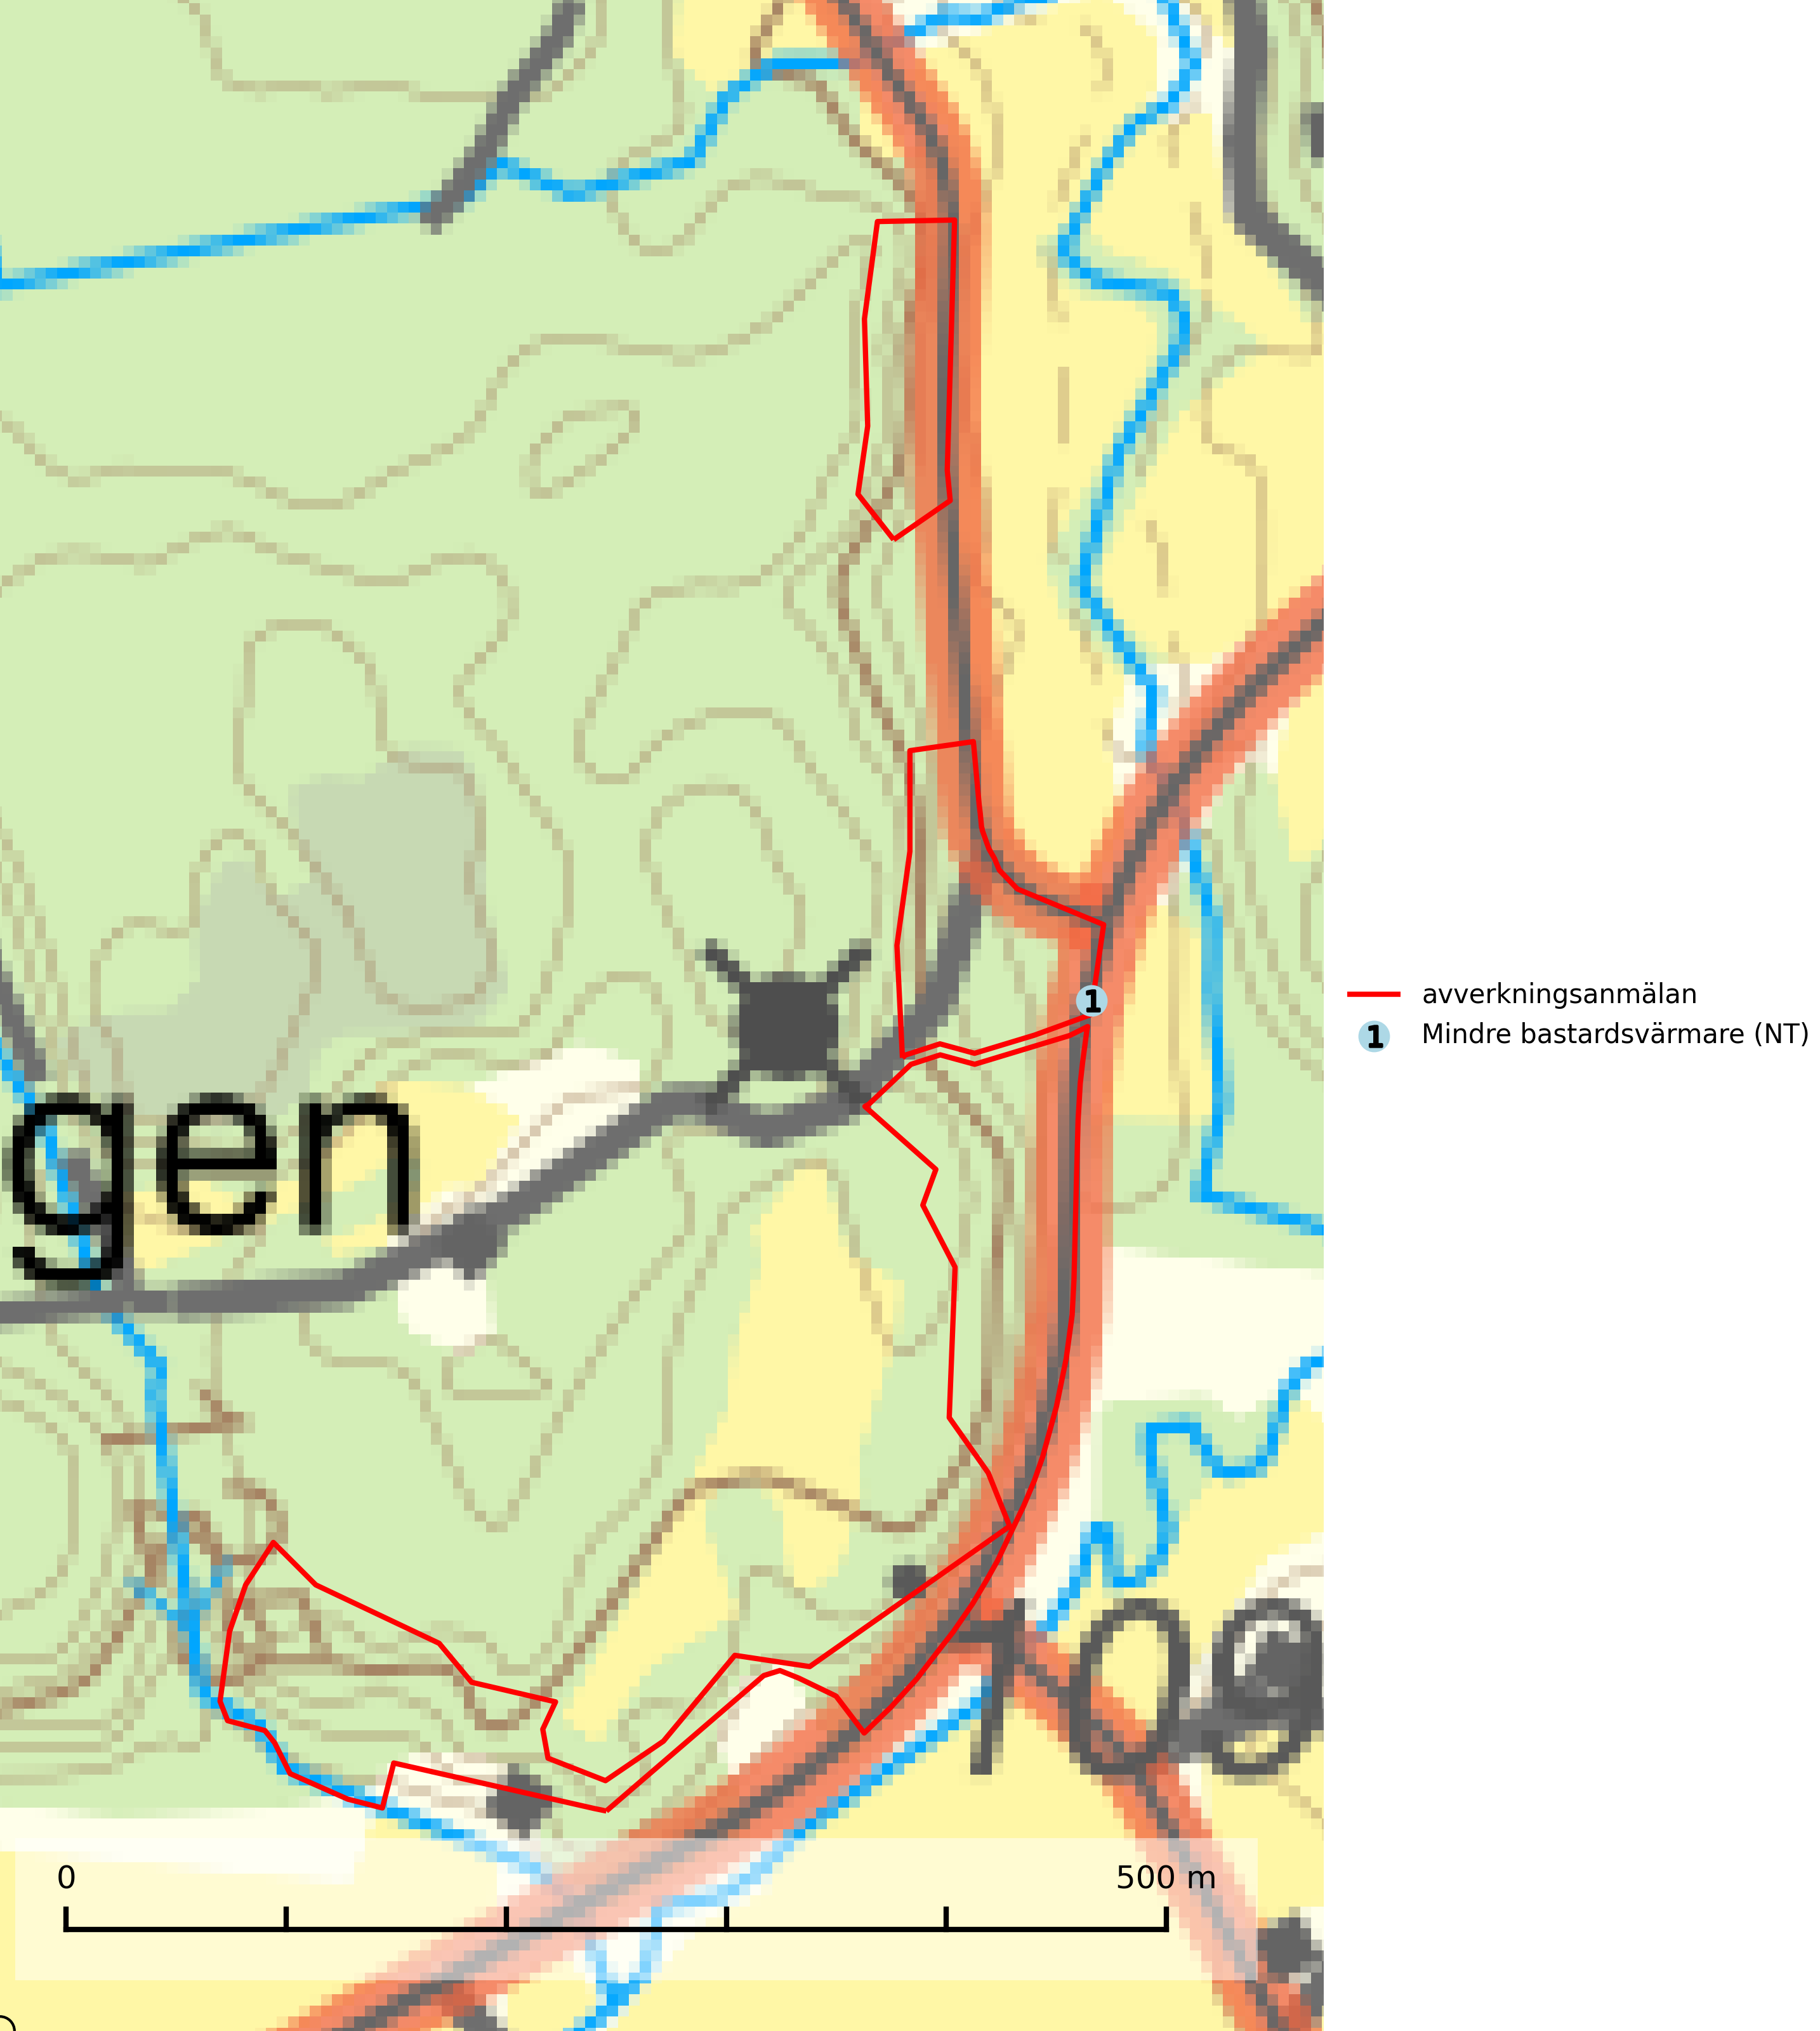 1
avverkningsanmälan
1 Mindre bastardsvärmare (NT)
gen
109
0 500 m